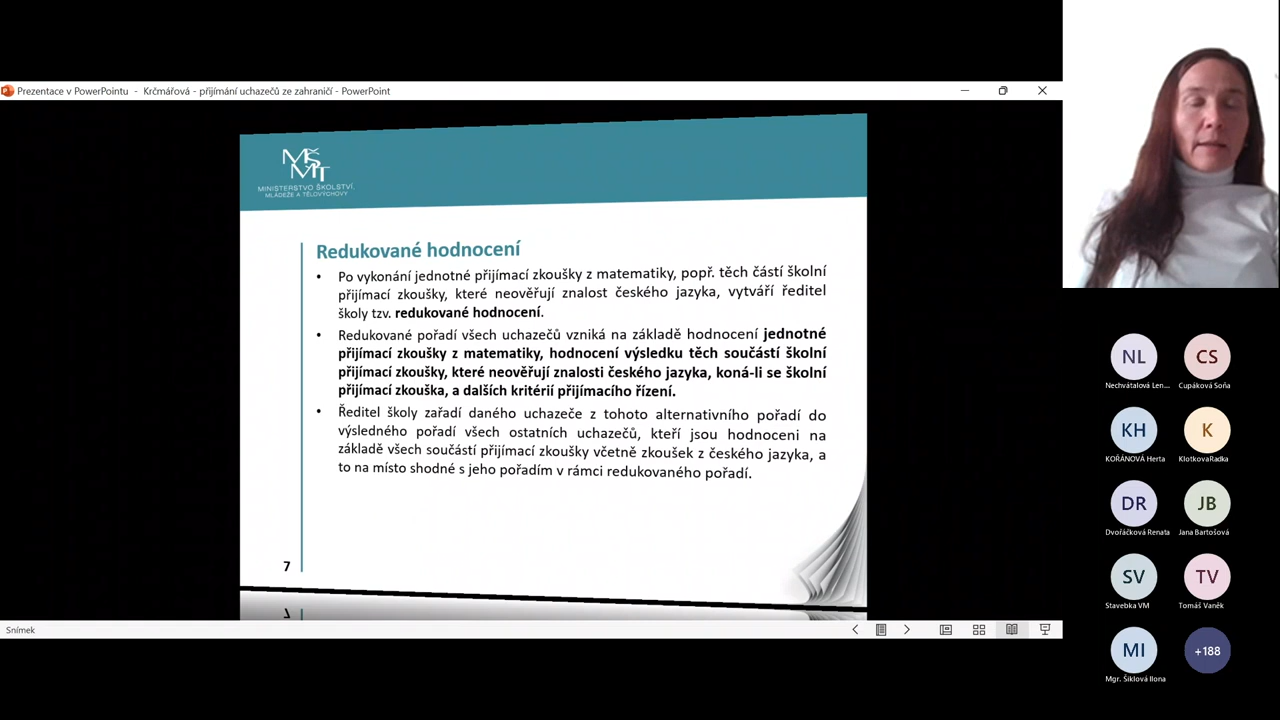 Prezentace v PowerPointu - Krčmářová - přijímání uchazečů ze zahraničí - PowerPoint
MŠMT
MINISTERSTVO ŠKOLSTVÍ,
MLÁDEŽE A TĚLOVÝCHOVY
Redukované hodnocení
• Po vykonání jednotné přijímací zkoušky z matematiky, popř. těch částí školní
přijímací zkoušky, které neověřují znalost českého jazyka, vytváří ředitel
školy tzv. redukované hodnocení.
• Redukované pořadí všech uchazečů vzniká na základě hodnocení jednotné
přijímací zkoušky z matematiky, hodnocení výsledku těch součástí školní
přijímací zkoušky, které neověřují znalosti českého jazyka, koná-li se školní
přijímací zkouška, a dalších kritérií přijímacího řízení.
• Ředitel školy zařadí daného uchazeče z tohoto alternativního pořadí do
výsledného pořadí všech ostatních uchazečů, kteří jsou hodnoceni na
základě všech součástí přijímací zkoušky včetně zkoušek z českého jazyka, a
to na místo shodné s jeho pořadím v rámci redukovaného pořadí.
7
Snímek
NL
Nechvátalová Len...
CS
Cupáková Soňa
KH
KOŘÁNOVÁ Herta
K
KlotkovaRadka
DR
Dvořáčková Renata
JB
Jana Bartošová
SV
Stavebka VM
TV
Tomáš Vaněk
MI
Mgr. Šiklová Ilona
+188